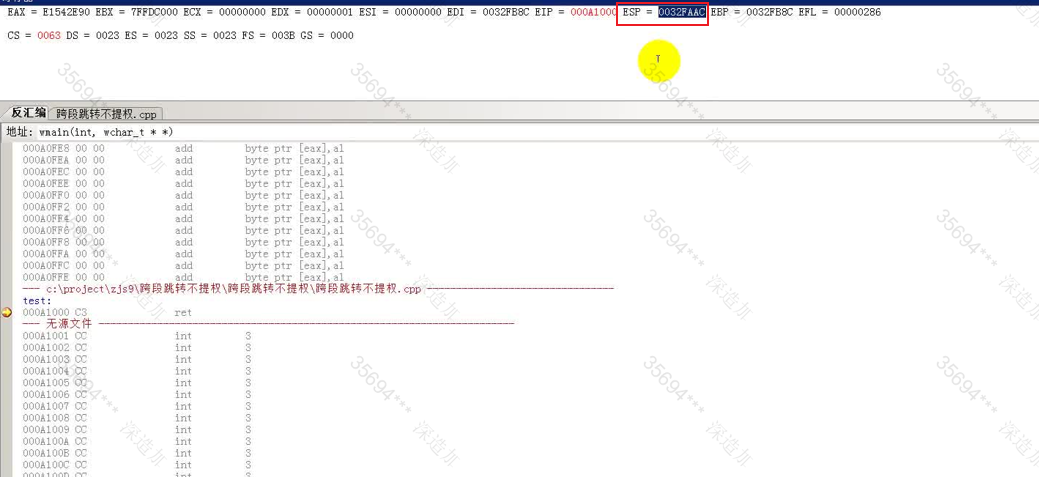 EAX = E1542E90 EBX = 7FFDC000 ECX = 00000000 EDX = 00000001 ESI = 00000000 EDI = 0032FB8C EIP = 000A1000 ESP = 0032FAAC EBP = 0032FB8C EFL = 00000286
CS = 0063 DS = 0023 ES = 0023 SS = 0023 FS = 003B GS = 0000
反汇编 跨段跳转不提权.cpp
地址: wmain(int, wchar_t * *)
000A0FE8 00 00 add byte ptr [eax],al
000A0FEA 00 00 add byte ptr [eax],al
000A0FEC 00 00 add byte ptr [eax],al
000A0FEE 00 00 add byte ptr [eax],al
000A0FF0 00 00 add byte ptr [eax],al
000A0FF2 00 00 add byte ptr [eax],al
000A0FF4 00 00 add byte ptr [eax],al
000A0FF6 00 00 add byte ptr [eax],al
000A0FF8 00 00 add byte ptr [eax],al
000A0FFA 00 00 add byte ptr [eax],al
000A0FFC 00 00 add byte ptr [eax],al
000A0FFE 00 00 add byte ptr [eax],al
--- c:\project\zjs9\跨段跳转不提权\跨段跳转不提权\跨段跳转不提权.cpp ---
test:
000A1000 C3 ret
--- 无源文件 ---
000A1001 CC int 3
000A1002 CC int 3
000A1003 CC int 3
000A1004 CC int 3
000A1005 CC int 3
000A1006 CC int 3
000A1007 CC int 3
000A1008 CC int 3
000A1009 CC int 3
000A100A CC int 3
000A100B CC int 3
000A100C CC int 3
000A100D CC int 3